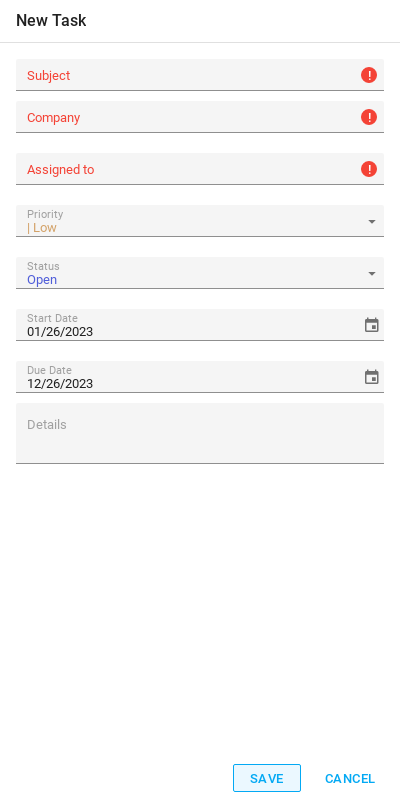 New Task
Subject
!
Company
!
Assigned to
!
Priority
| Low
Status
Open
Start Date
01/26/2023
Due Date
12/26/2023
Details
SAVE CANCEL